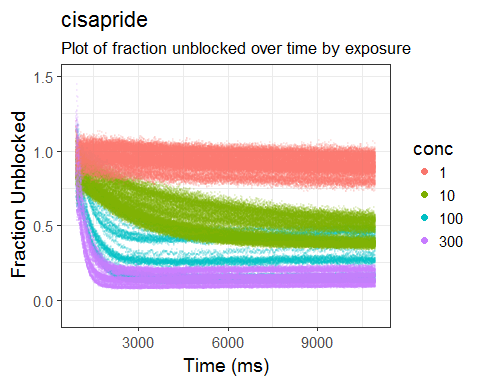 cisapride
Plot of fraction unblocked over time by exposure
1.5
1.0
0.5
0.0
Fraction Unblocked
3000 6000 9000
Time (ms)
conc
1
10
100
300